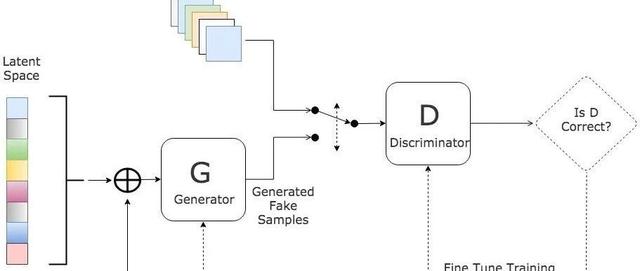 Latent
Space
G
Generator
Generated
Fake
Samples
D
Discriminator
Is D
Correct?
Fine Tune Training